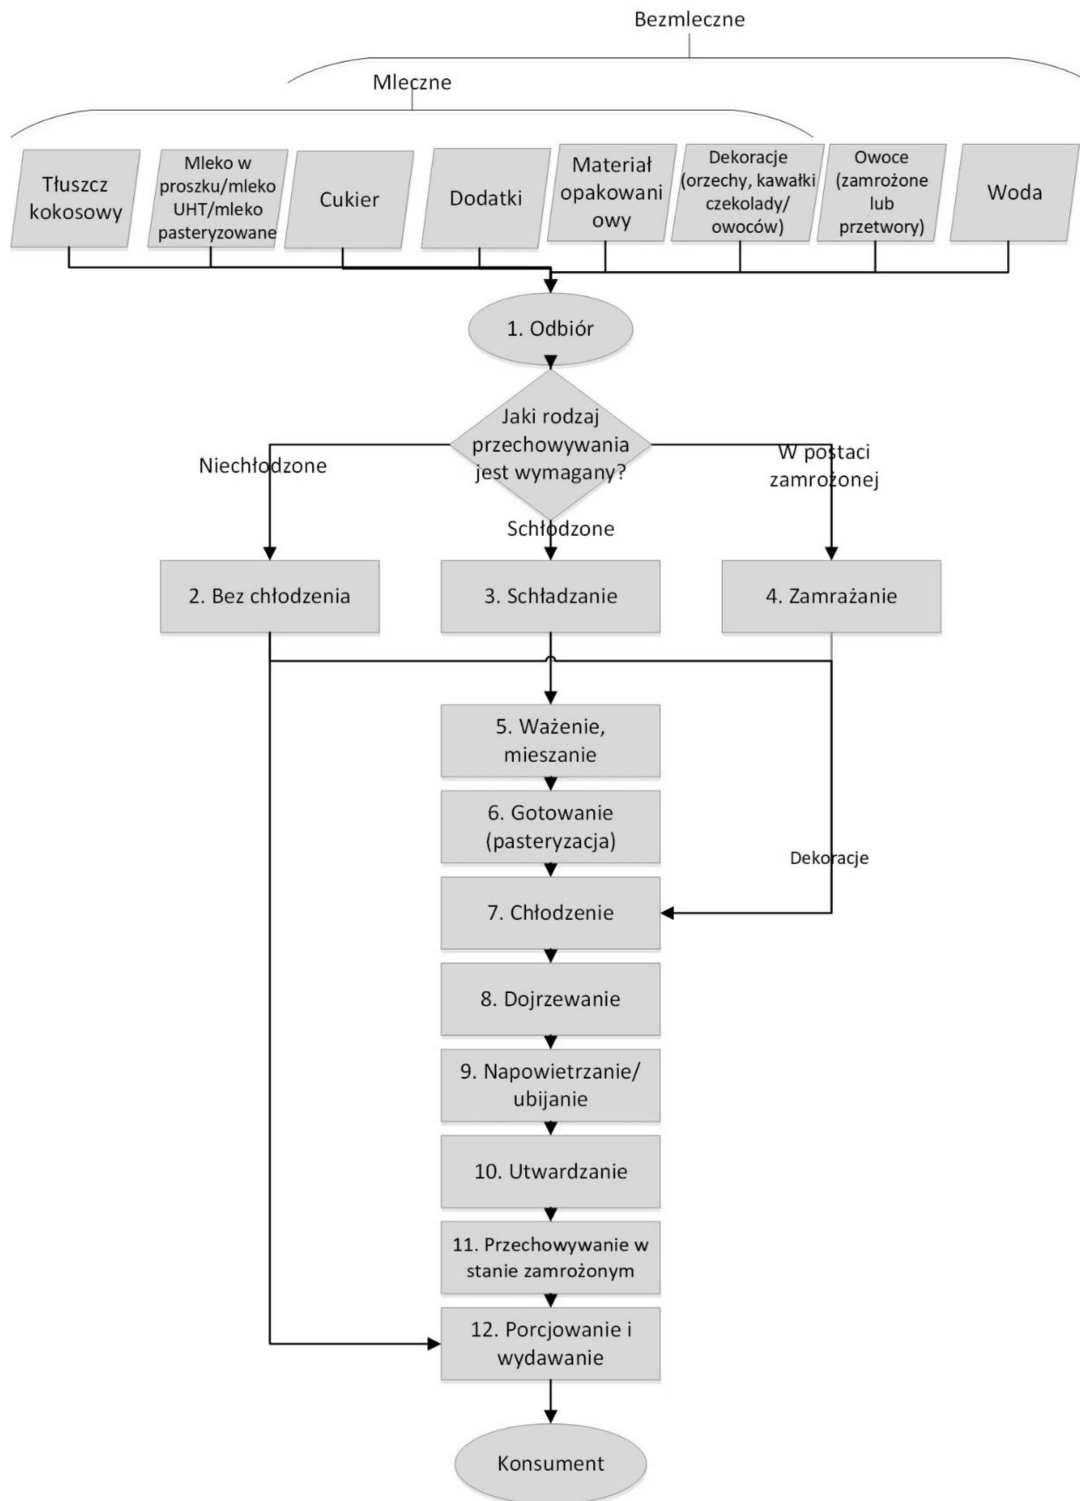 Bezmleczne
Mleczne
Tłuszcz
kokosowy
Mleko w
proszku/mleko
UHT/mleko
pasteryzowane
Cukier
Dodatki
Materiał
opakowani
owy
Dekoracje
(orzechy, kawałki
czekolady/
owoców)
Owoce
(zamrożone
lub
przetwory)
Woda
1. Odbiór
Jaki rodzaj
przechowywania
jest wymagany?
Niechłodzone
Schłodzone
W postaci
zamrożonej
2. Bez chłodzenia
3. Schładzanie
4. Zamrażanie
5. Ważenie,
mieszanie
6. Gotowanie
(pasteryzacja)
Dekoracje
7. Chłodzenie
8. Dojrzewanie
9. Napowietrzanie/
ubijanie
10. Utwardzanie
11. Przechowywanie w
stanie zamrożonym
12. Porcjowanie i
wydawanie
Konsument